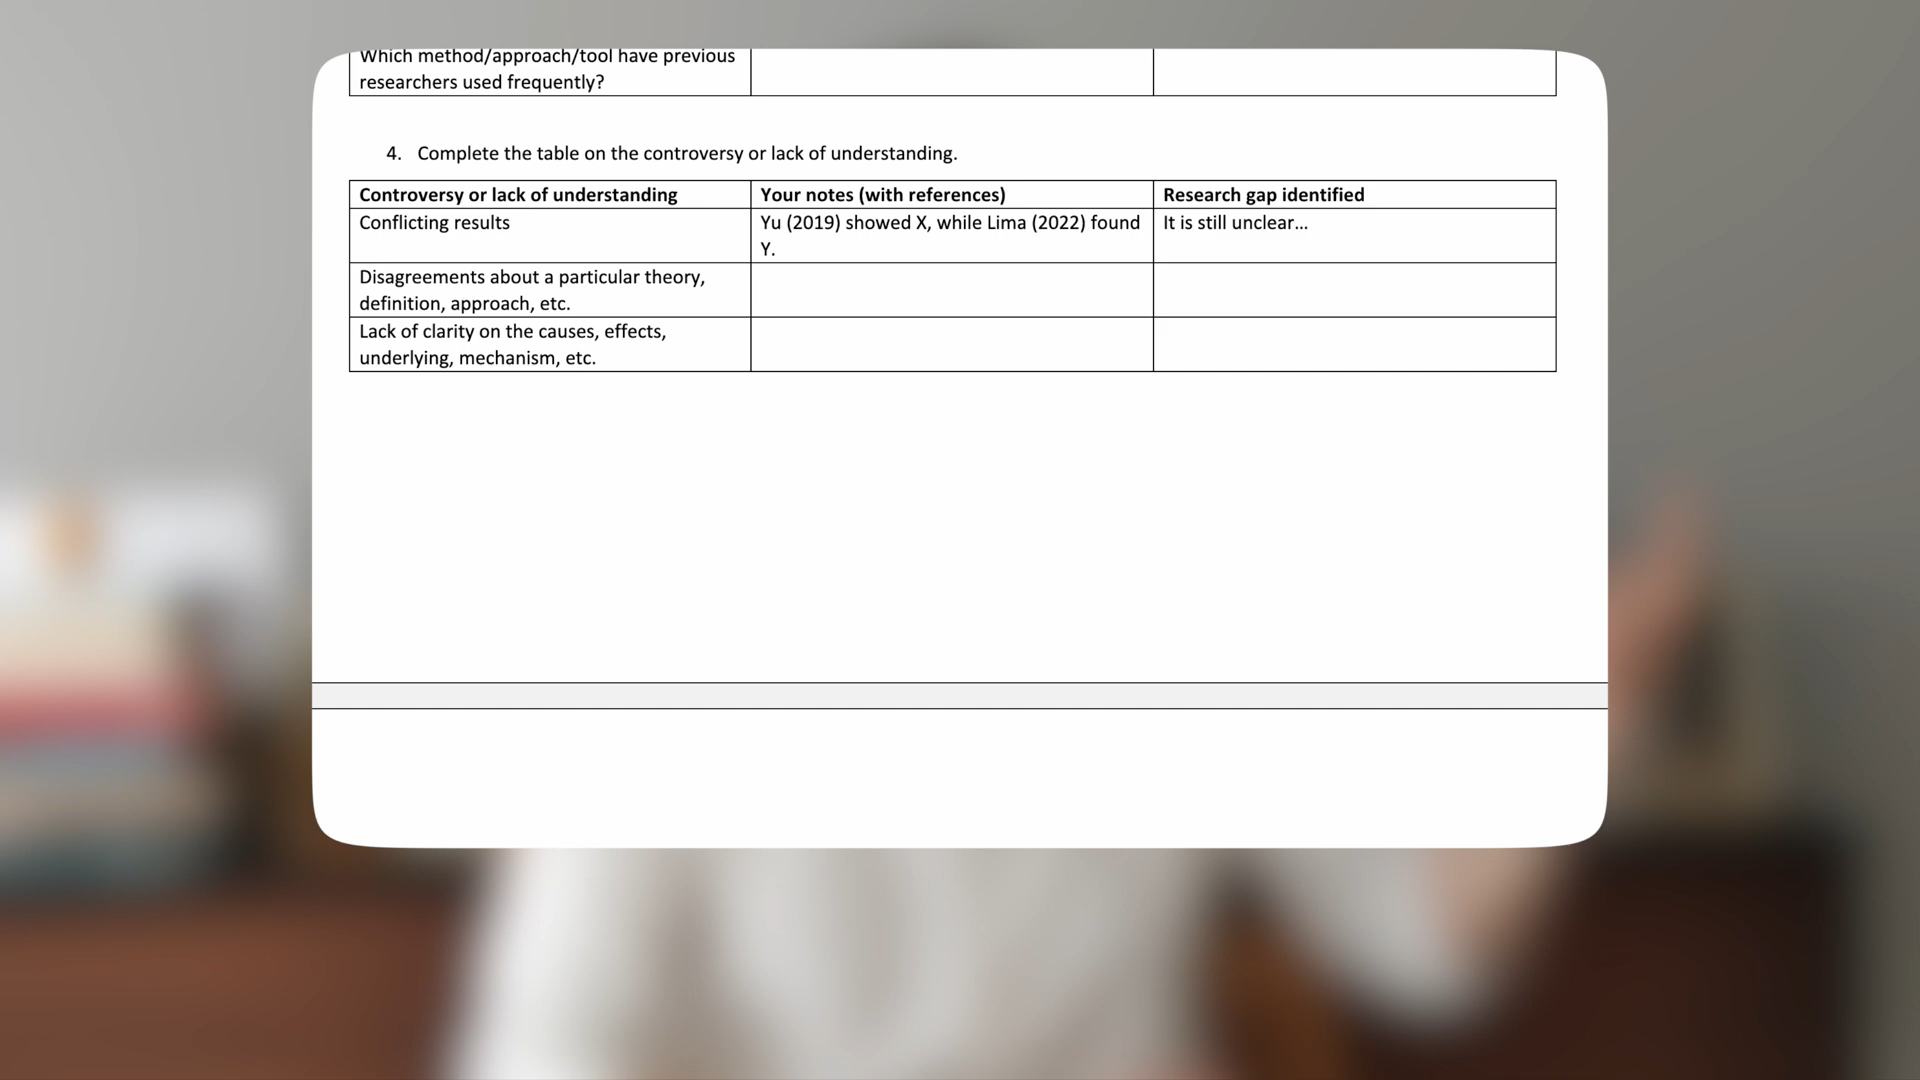 Which method/approach/tool have previous
researchers used frequently?
4. Complete the table on the controversy or lack of understanding.
Controversy or lack of understanding
Your notes (with references)
Research gap identified
Conflicting results
Yu (2019) showed X, while Lima (2022) found
Y.
It is still unclear...
Disagreements about a particular theory,
definition, approach, etc.
Lack of clarity on the causes, effects,
underlying, mechanism, etc.